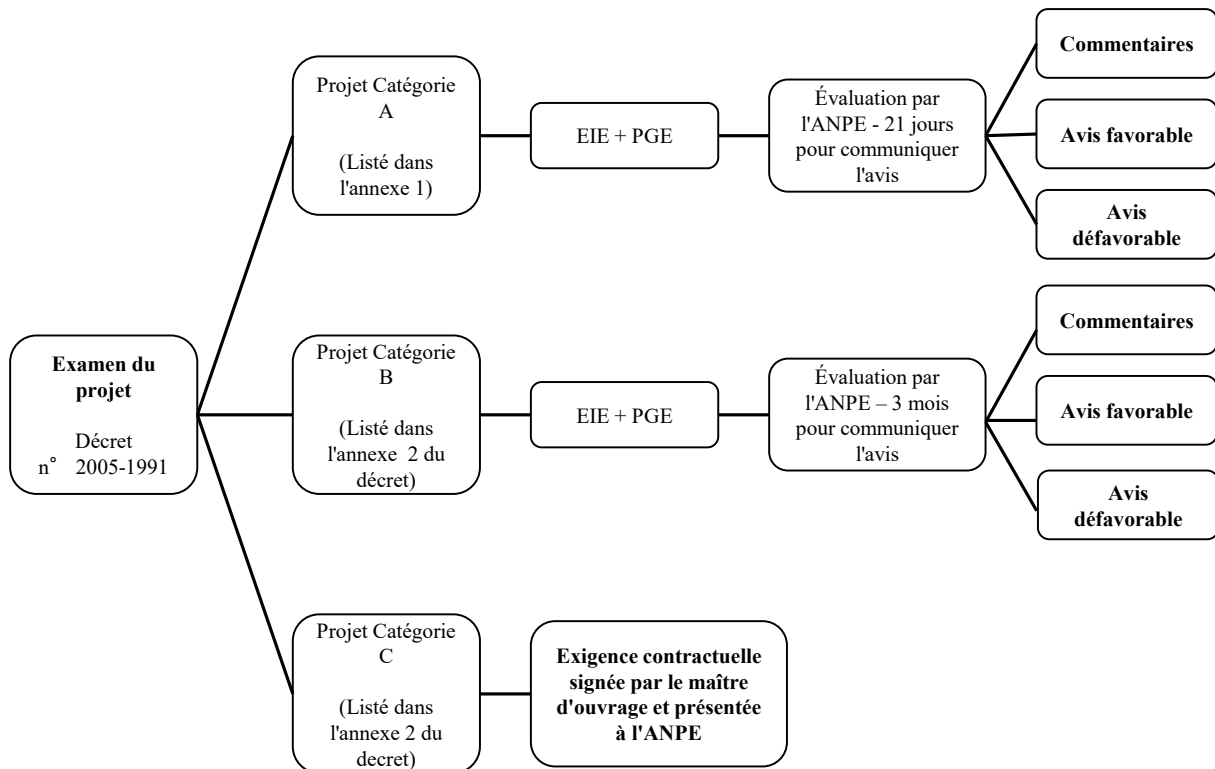 Examen du
projet
Décret
n° 2005-1991
Projet Catégorie
A
(Listé dans
l'annexe 1)
EIE + PGE
Évaluation par
l'ANPE - 21 jours
pour communiquer
l'avis
Commentaires
Avis favorable
Avis
défavorable
Projet Catégorie
B
(Listé dans
l'annexe 2 du
décret)
EIE + PGE
Évaluation par
l'ANPE – 3 mois
pour communiquer
l'avis
Commentaires
Avis favorable
Avis
défavorable
Projet Catégorie
C
(Listé dans
l'annexe 2 du
decret)
Exigence contractuelle
signée par le maître
d'ouvrage et présentée
à l'ANPE